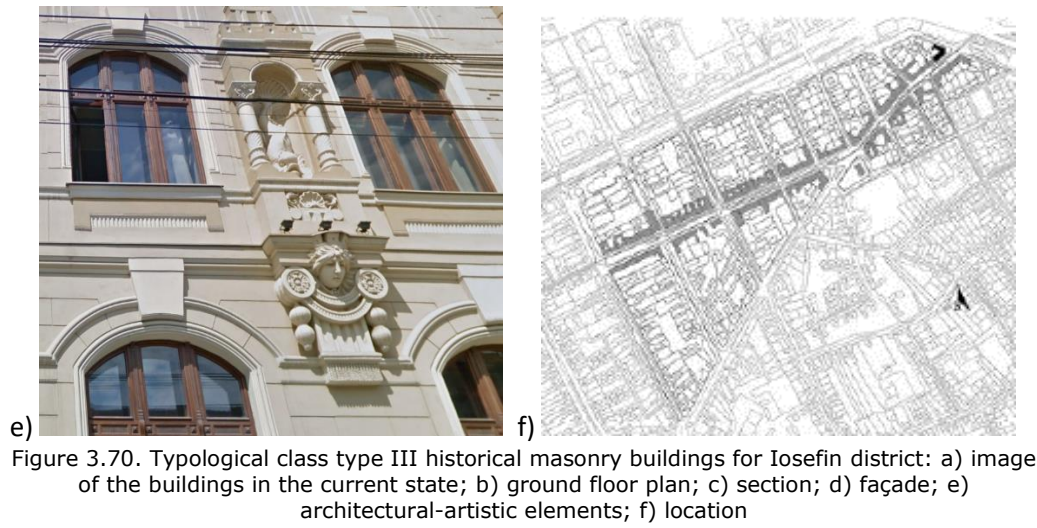 e)
f)
Figure 3.70. Typological class type III historical masonry buildings for Iosefin district: a) image
of the buildings in the current state; b) ground floor plan; c) section; d) façade; e)
architectural-artistic elements; f) location